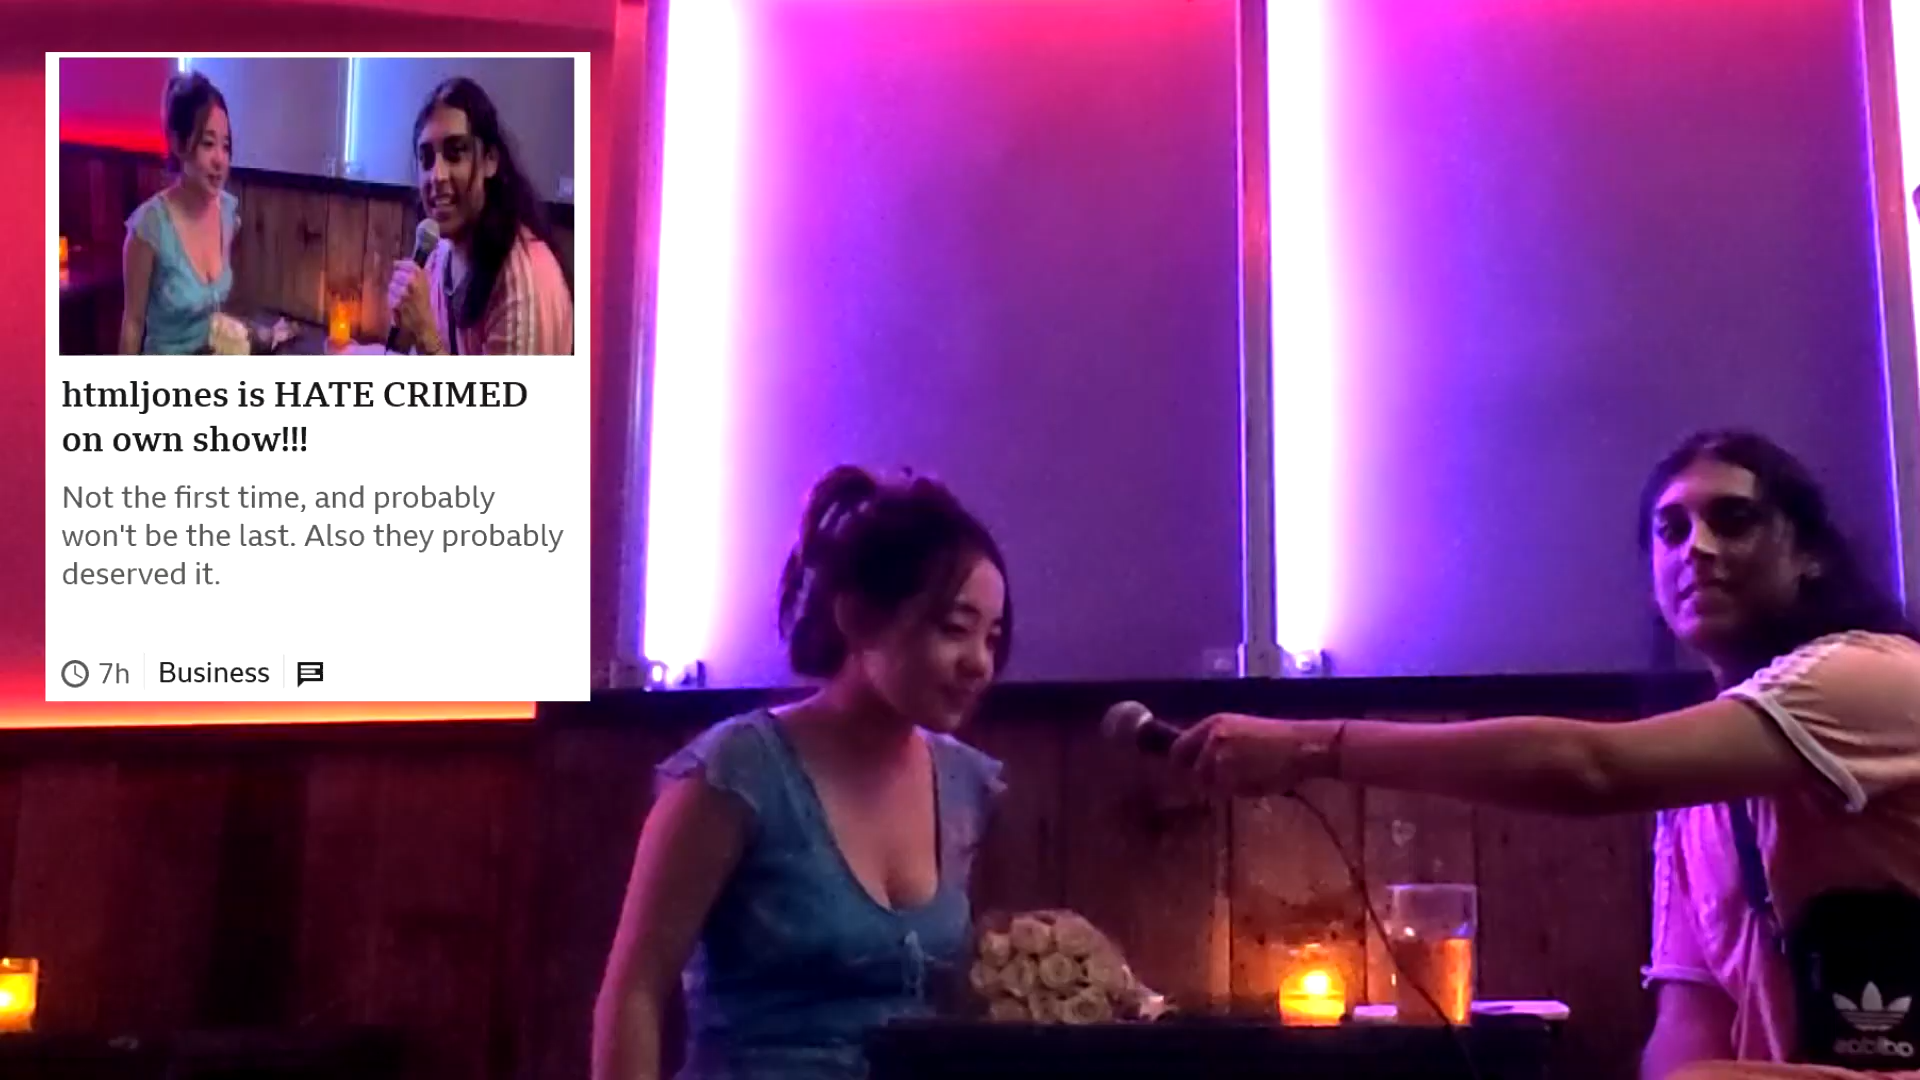 htmljones is HATE CRIMED
on own show!!!
Not the first time, and probably
won't be the last. Also they probably
deserved it.
7h Business
adidas